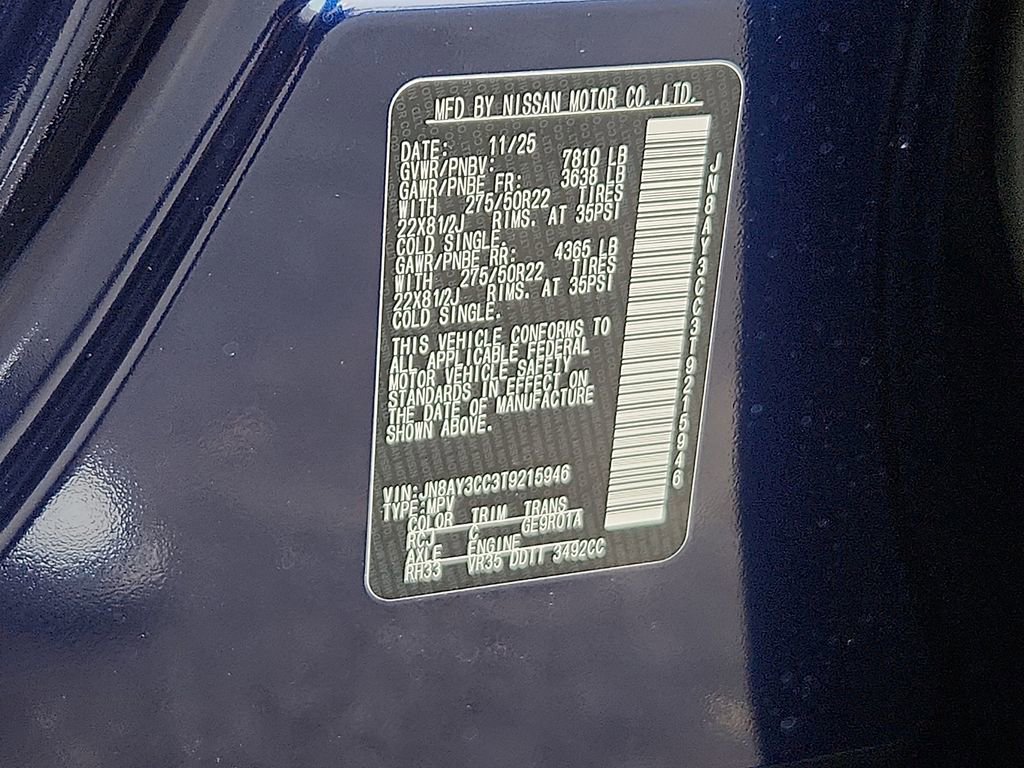 MFD BY NISSAN MOTOR CO.,LTD.
DATE: 11/25
GVWR/PNBV: 7810 LB
GAWR/PNBE FR: 3638 LB
WITH 275/50R22 TIRES
22X81/2J RIMS. AT 35PSI
COLD SINGLE.
GAWR/PNBE RR: 4365 LB
WITH 275/50R22 TIRES
22X81/2J RIMS. AT 35PSI
COLD SINGLE.
THIS VEHICLE CONFORMS TO
ALL APPLICABLE FEDERAL
MOTOR VEHICLE SAFETY
STANDARDS IN EFFECT ON
THE DATE OF MANUFACTURE
SHOWN ABOVE.
VIN:JN8AY3CC3T9215946
TYPE:MPV
COLOR TRIM TRANS
RCJ C GE9R01A
AXLE ENGINE
RH33 VR35 DDTT 3492CC
JN8AY3CC3T9215946